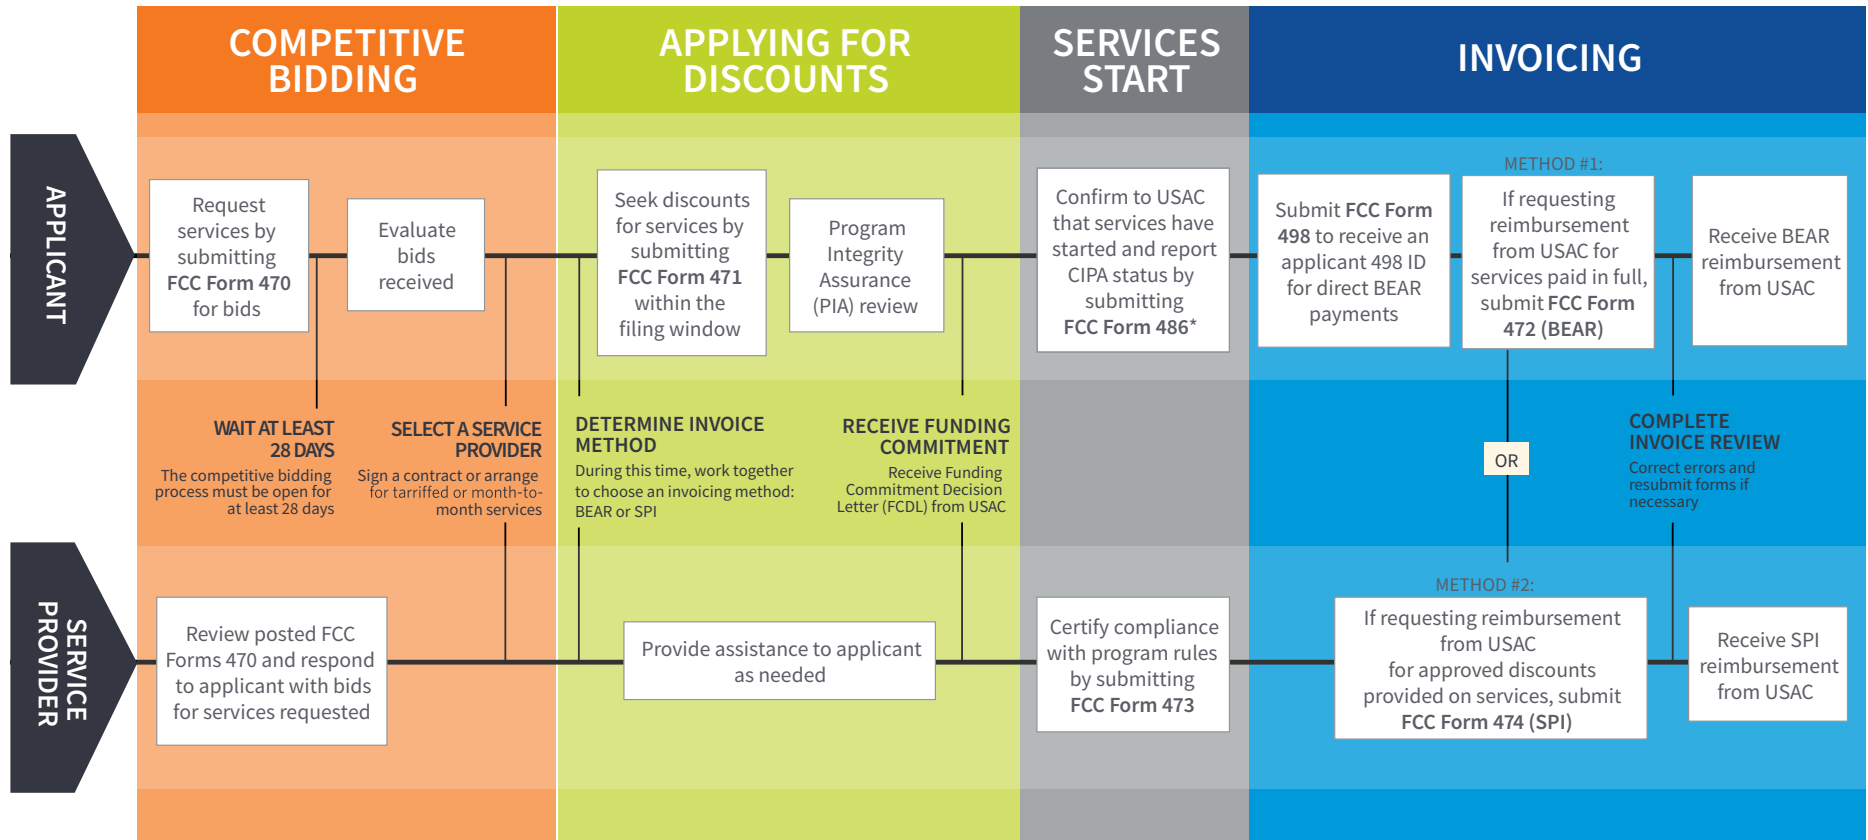 COMPETITIVE
BIDDING
APPLYING FOR
DISCOUNTS
SERVICES
START
INVOICING
APPLICANT
Request
services by
submitting
FCC Form 470
for bids
Evaluate
bids
received
Seek discounts
for services by
submitting
FCC Form 471
within the
filing window
Program
Integrity
Assurance
(PIA) review
Confirm to USAC
that services have
started and report
CIPA status by
submitting
FCC Form 486*
Submit FCC Form
498 to receive an
applicant 498 ID
for direct BEAR
payments
METHOD #1:
If requesting
reimbursement
from USAC for
services paid in full,
submit FCC Form
472 (BEAR)
Receive BEAR
reimbursement
from USAC
WAIT AT LEAST
28 DAYS
The competitive bidding
process must be open for
at least 28 days
SELECT A SERVICE
PROVIDER
Sign a contract or arrange
for tarriffed or month-to-
month services
DETERMINE INVOICE
METHOD
During this time, work together
to choose an invoicing method:
BEAR or SPI
RECEIVE FUNDING
COMMITMENT
Receive Funding
Commitment Decision
Letter (FCDL) from USAC
OR
COMPLETE
INVOICE REVIEW
Correct errors and
resubmit forms if
necessary
SERVICE
PROVIDER
Review posted FCC
Forms 470 and respond
to applicant with bids
for services requested
Provide assistance to applicant
as needed
Certify compliance
with program rules
by submitting
FCC Form 473
METHOD #2:
If requesting reimbursement
from USAC
for approved discounts
provided on services, submit
FCC Form 474 (SPI)
Receive SPI
reimbursement
from USAC